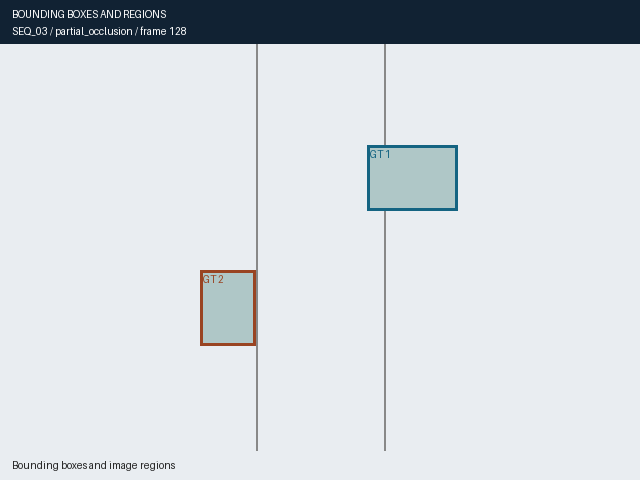 BOUNDING BOXES AND REGIONS
SEQ_03 / partial_occlusion / frame 128
GT1
GT2
Bounding boxes and image regions